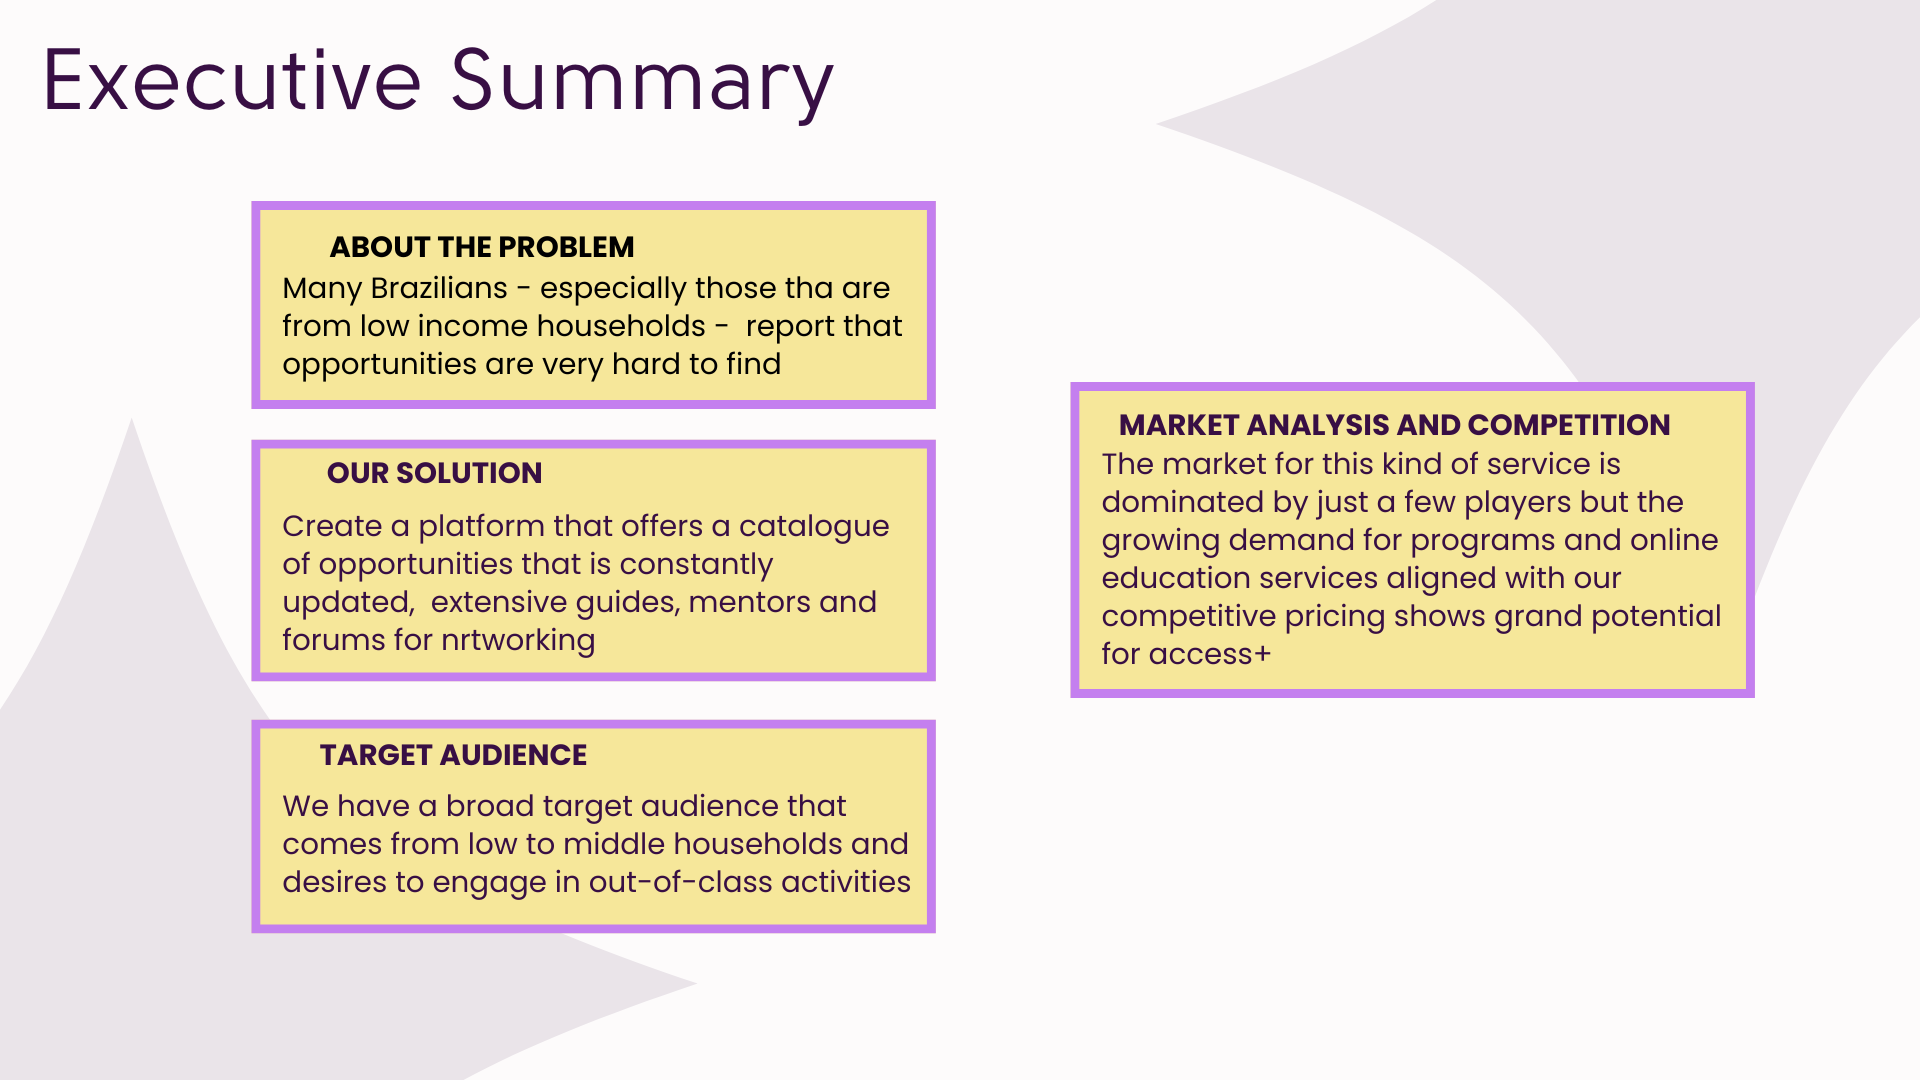 Executive Summary
ABOUT THE PROBLEM
Many Brazilians - especially those tha are
from low income households -  report that
opportunities are very hard to find
OUR SOLUTION
Create a platform that offers a catalogue
of opportunities that is constantly
updated,  extensive guides, mentors and
forums for nrtworking
TARGET AUDIENCE
We have a broad target audience that
comes from low to middle households and
desires to engage in out-of-class activities
MARKET ANALYSIS AND COMPETITION
The market for this kind of service is
dominated by just a few players but the
growing demand for programs and online
education services aligned with our
competitive pricing shows grand potential
for access+